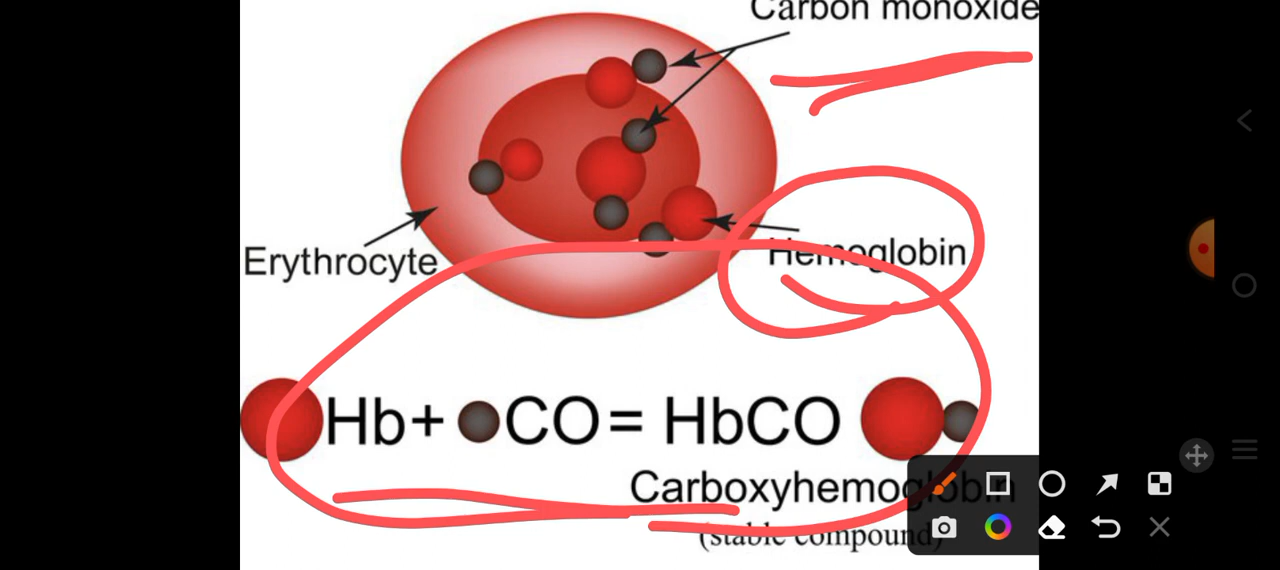 Carbon monoxide
Hemoglobin
Erythrocyte
Hb+ CO= HbCO
Carboxyhemoglobin
(stable compound)